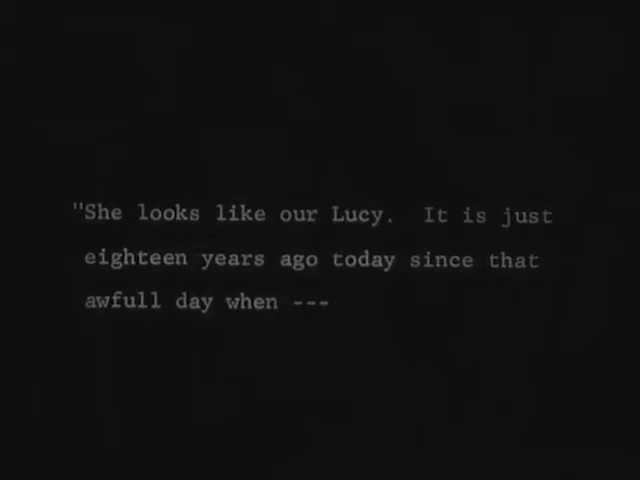 "She looks like our Lucy.  It is just
eighteen years ago today since that
awfull day when ---